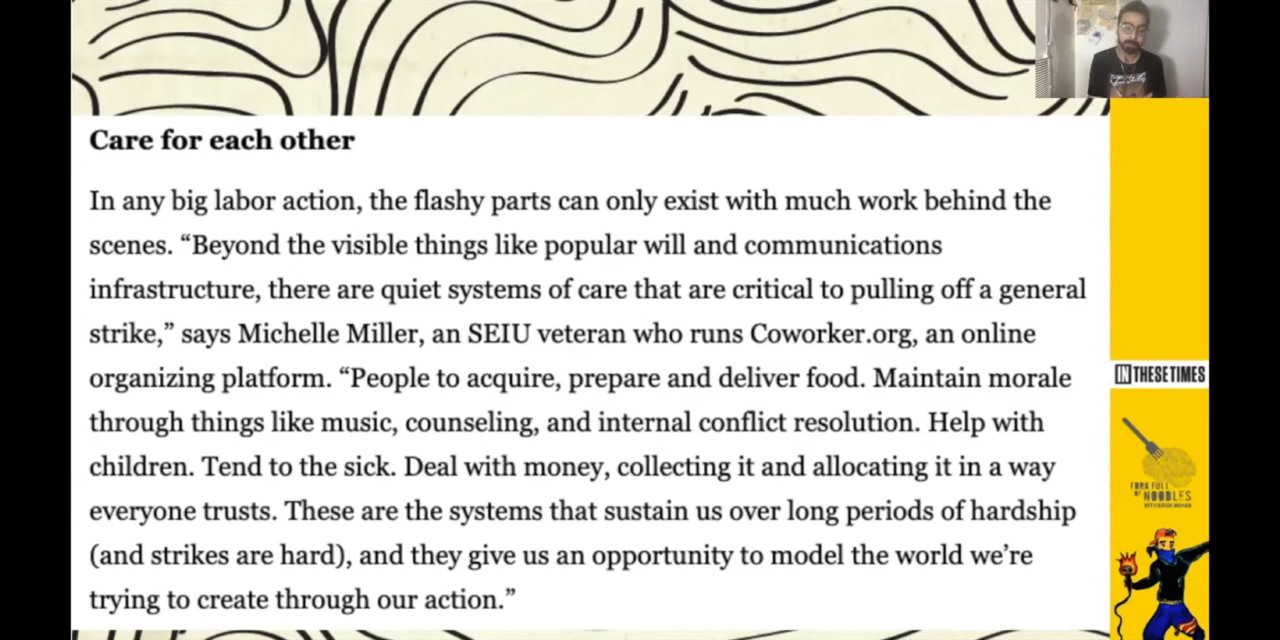 Care for each other
In any big labor action, the flashy parts can only exist with much work behind the
scenes. “Beyond the visible things like popular will and communications
infrastructure, there are quiet systems of care that are critical to pulling off a general
strike,” says Michelle Miller, an SEIU veteran who runs Coworker.org, an online
organizing platform. “People to acquire, prepare and deliver food. Maintain morale
through things like music, counseling, and internal conflict resolution. Help with
children. Tend to the sick. Deal with money, collecting it and allocating it in a way
everyone trusts. These are the systems that sustain us over long periods of hardship
(and strikes are hard), and they give us an opportunity to model the world we’re
trying to create through our action.”
IN THESE TIMES
FORK FULL
OF NOODLES